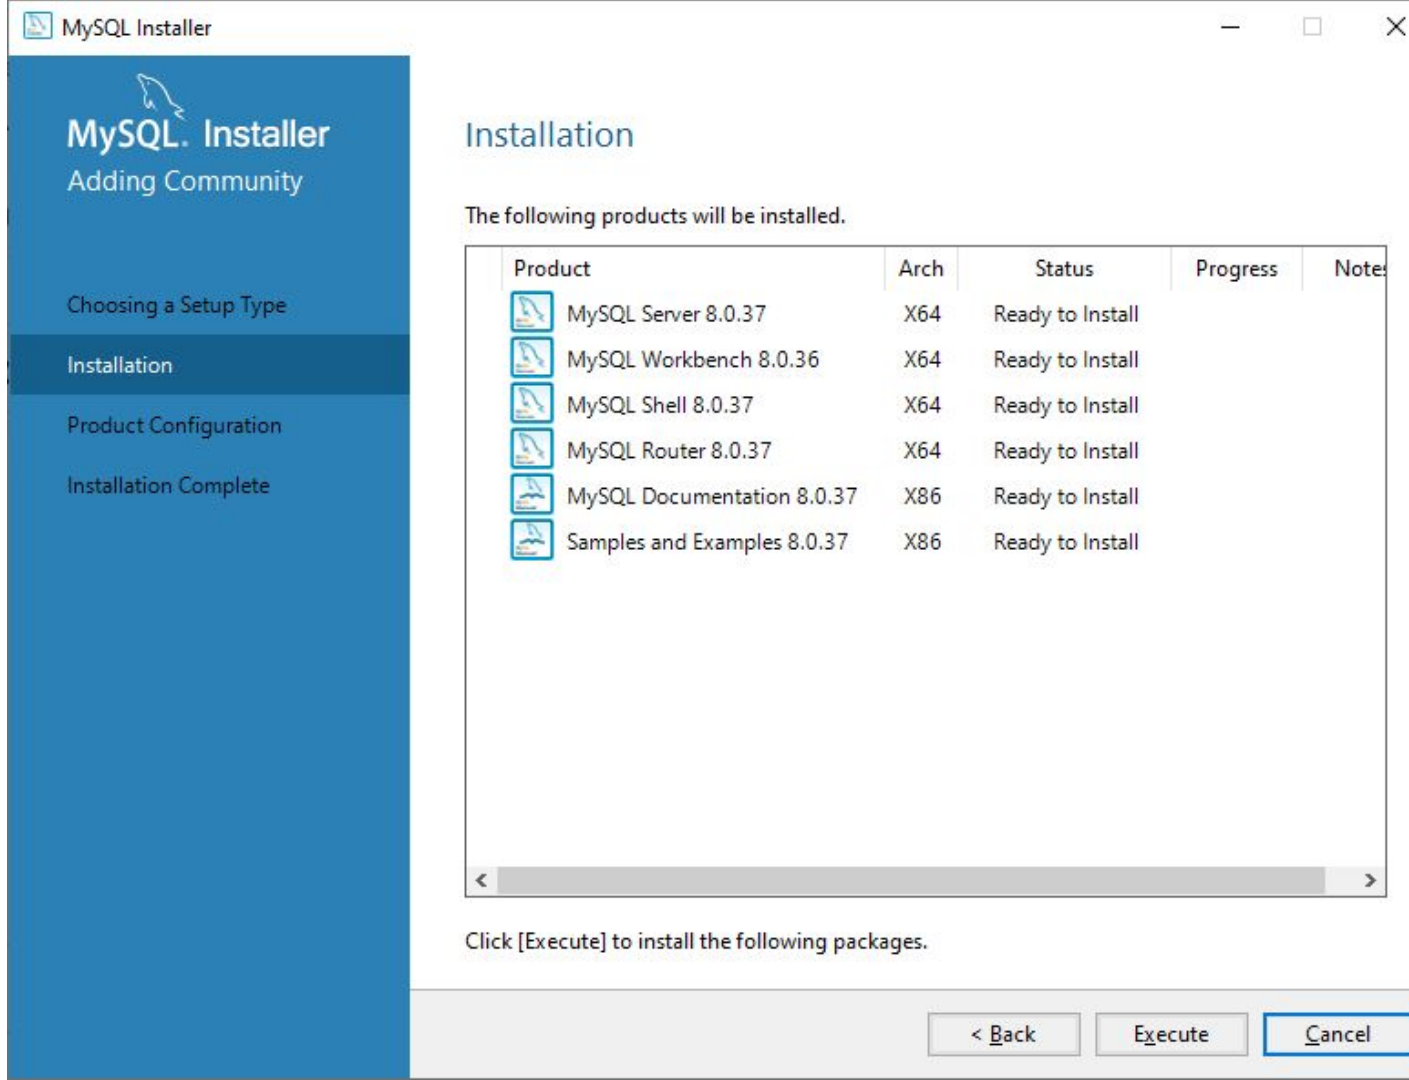 MySQL Installer
MySQL. Installer
Adding Community
Choosing a Setup Type
Installation
Product Configuration
Installation Complete
Installation
The following products will be installed.
Product Arch Status Progress Notes
MySQL Server 8.0.37 X64 Ready to Install
MySQL Workbench 8.0.36 X64 Ready to Install
MySQL Shell 8.0.37 X64 Ready to Install
MySQL Router 8.0.37 X64 Ready to Install
MySQL Documentation 8.0.37 X86 Ready to Install
Samples and Examples 8.0.37 X86 Ready to Install
Click [Execute] to install the following packages.
< Back Execute Cancel